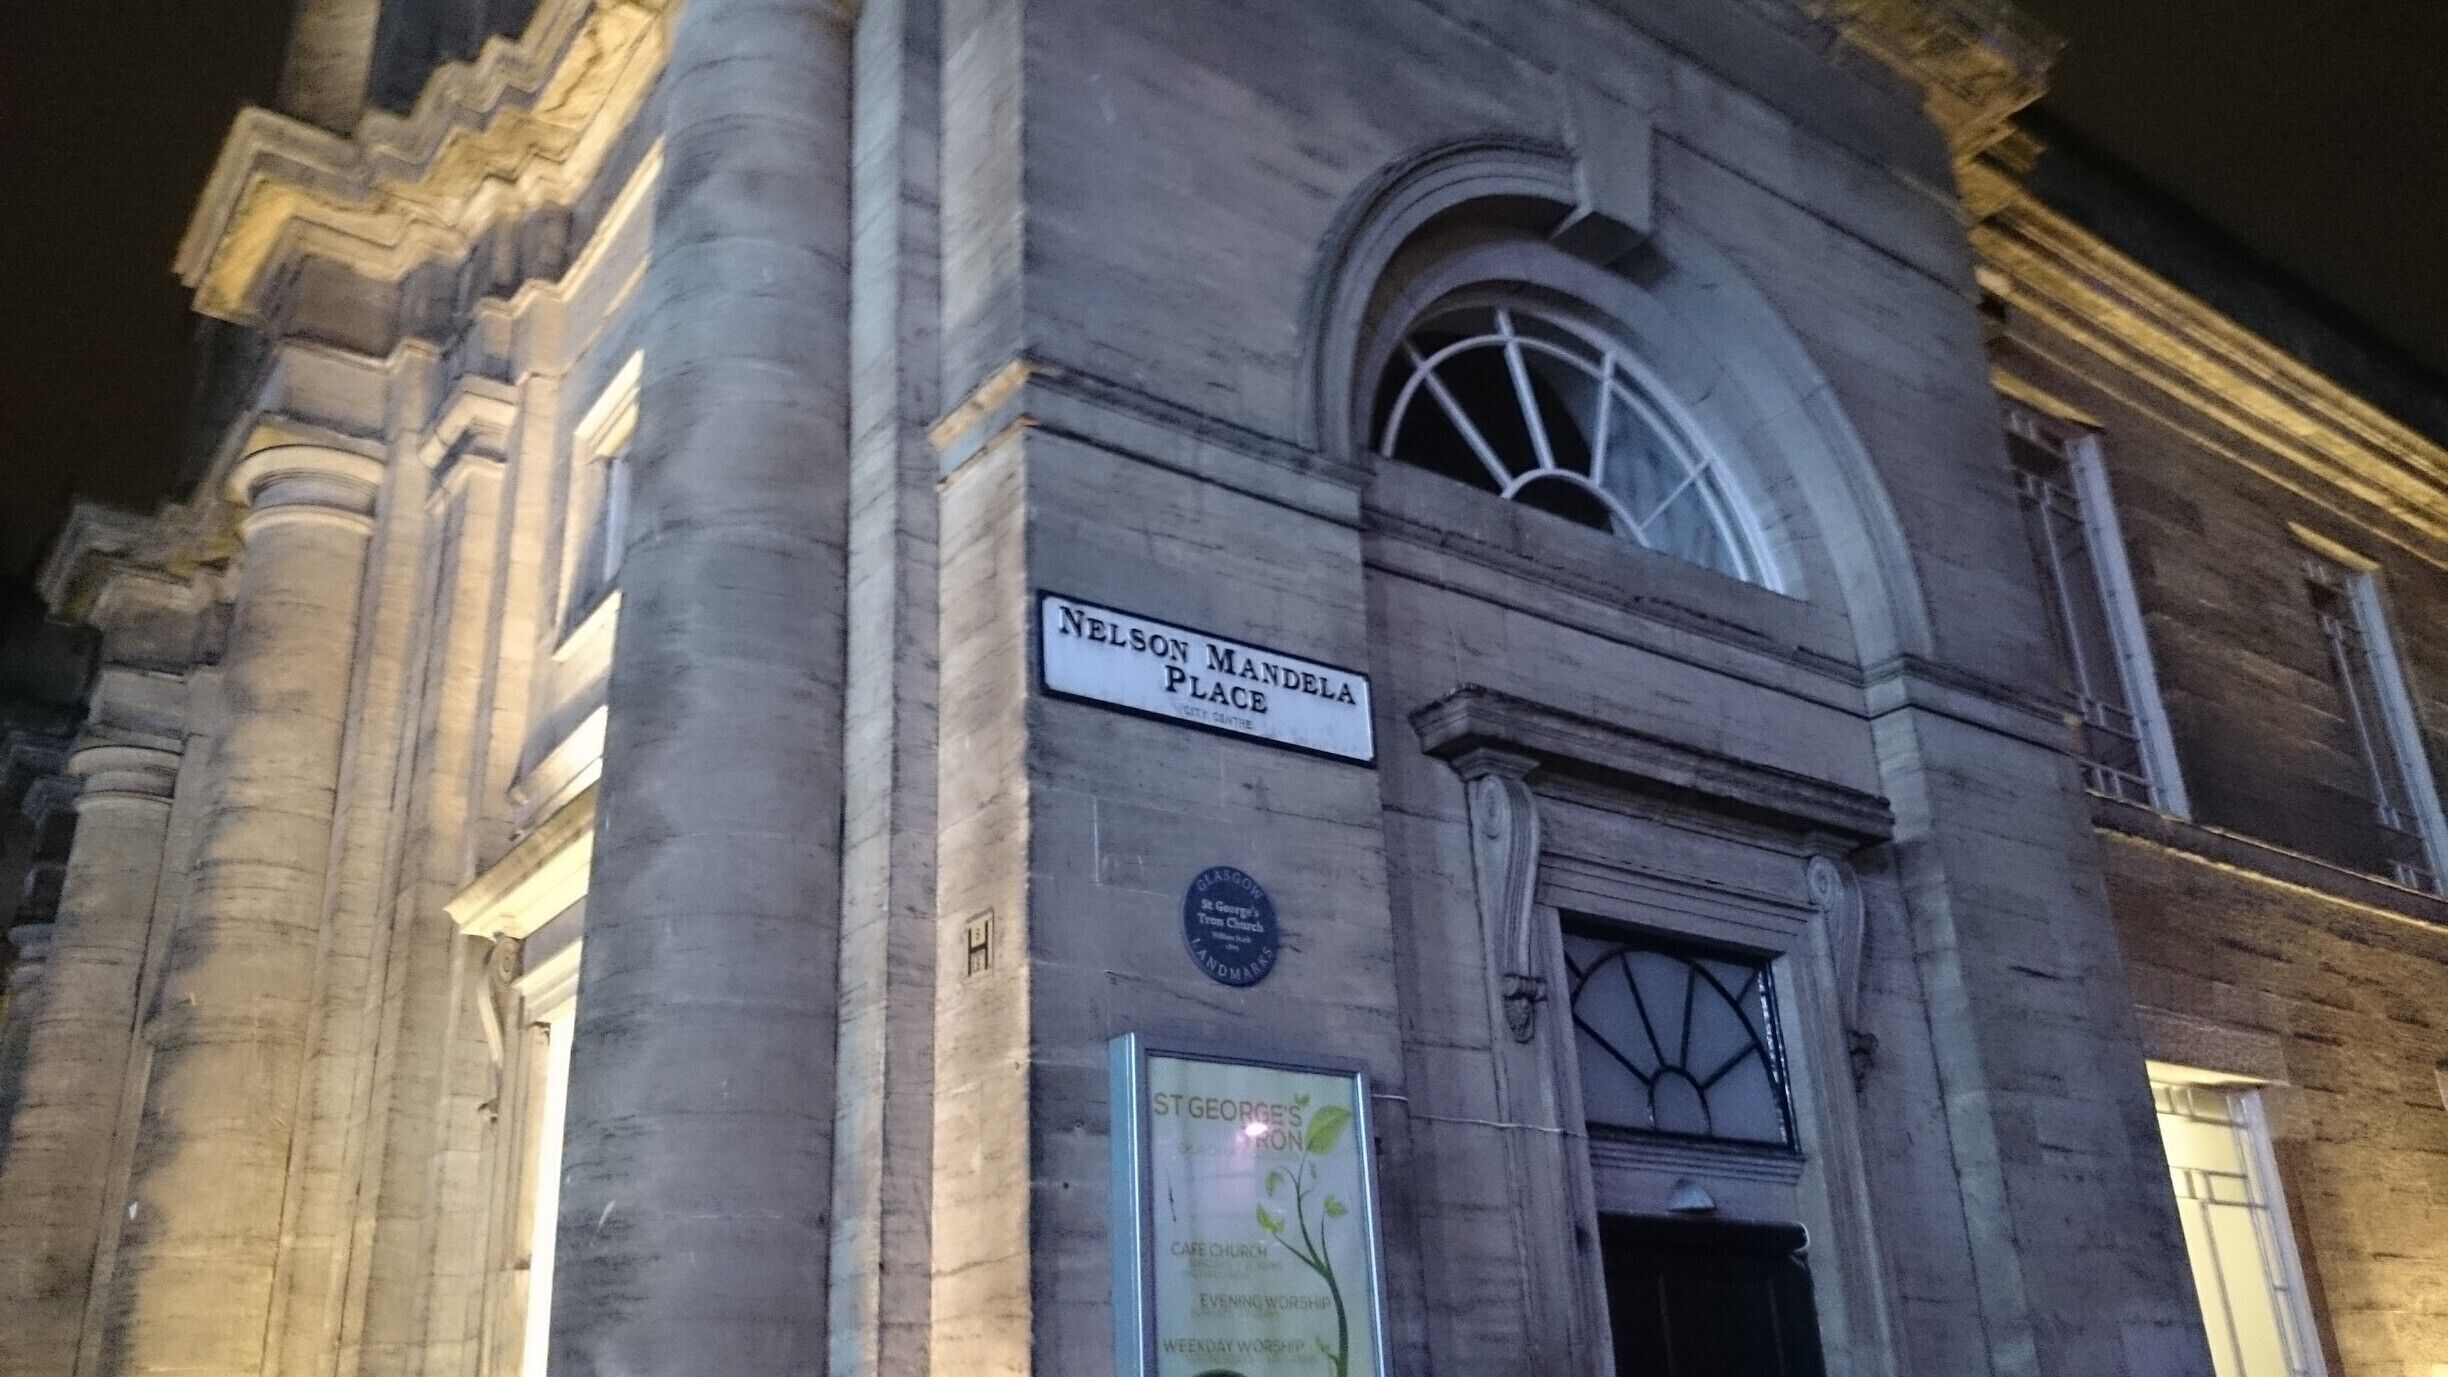 NELSON MANDELA
PLACE
CITY CENTRE
H
GLASGOW
St George's
Tron Church
LANDMARKS
ST GEORGE'S
TRON
CAFE CHURCH
EVENING WORSHIP
WEEKDAY WORSHIP